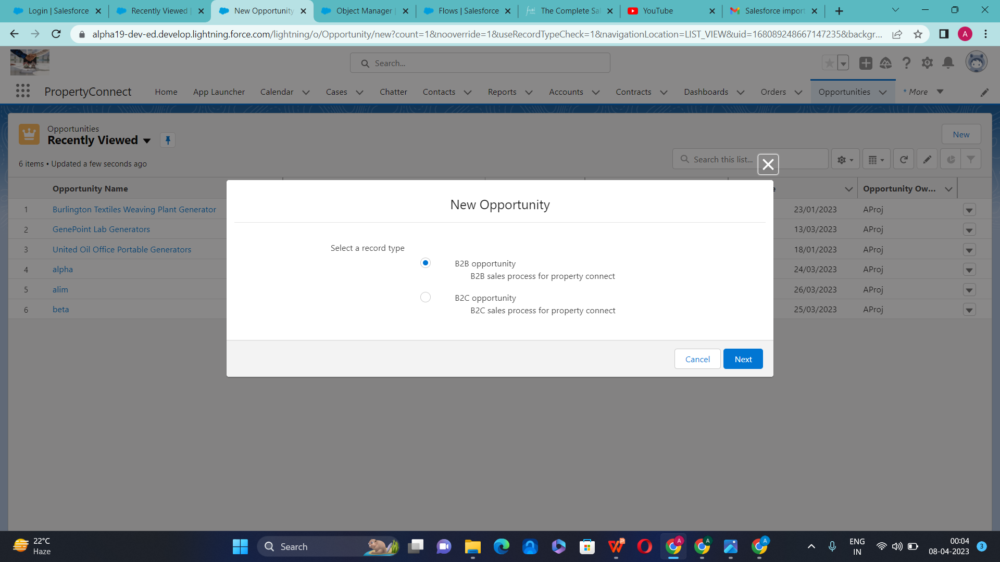 Login | Salesforce
Recently Viewed |
New Opportunity
Object Manager |
Flows | Salesforce
The Complete Sal
YouTube
Salesforce import
alpha19-dev-ed.develop.lightning.force.com/lightning/o/Opportunity/new?count=1&nooverride=1&useRecordTypeCheck=1&navigationLocation=LIST_VIEW&uid=168089248667147235&backgr...
A
Search...
PropertyConnect
Home
App Launcher
Calendar
Cases
Chatter
Contacts
Reports
Accounts
Contracts
Dashboards
Orders
Opportunities
* More
Opportunities
Recently Viewed
New
6 items • Updated a few seconds ago
Search this list...
Opportunity Name
Opportunity Ow...
1 Burlington Textiles Weaving Plant Generator 23/01/2023 AProj
2 GenePoint Lab Generators 13/03/2023 AProj
3 United Oil Office Portable Generators 18/01/2023 AProj
4 alpha 24/03/2023 AProj
5 alim 26/03/2023 AProj
6 beta 25/03/2023 AProj
New Opportunity
Select a record type
B2B opportunity
B2B sales process for property connect
B2C opportunity
B2C sales process for property connect
Cancel
Next
22°C
Haze
Search
ENG
IN
00:04
08-04-2023
3